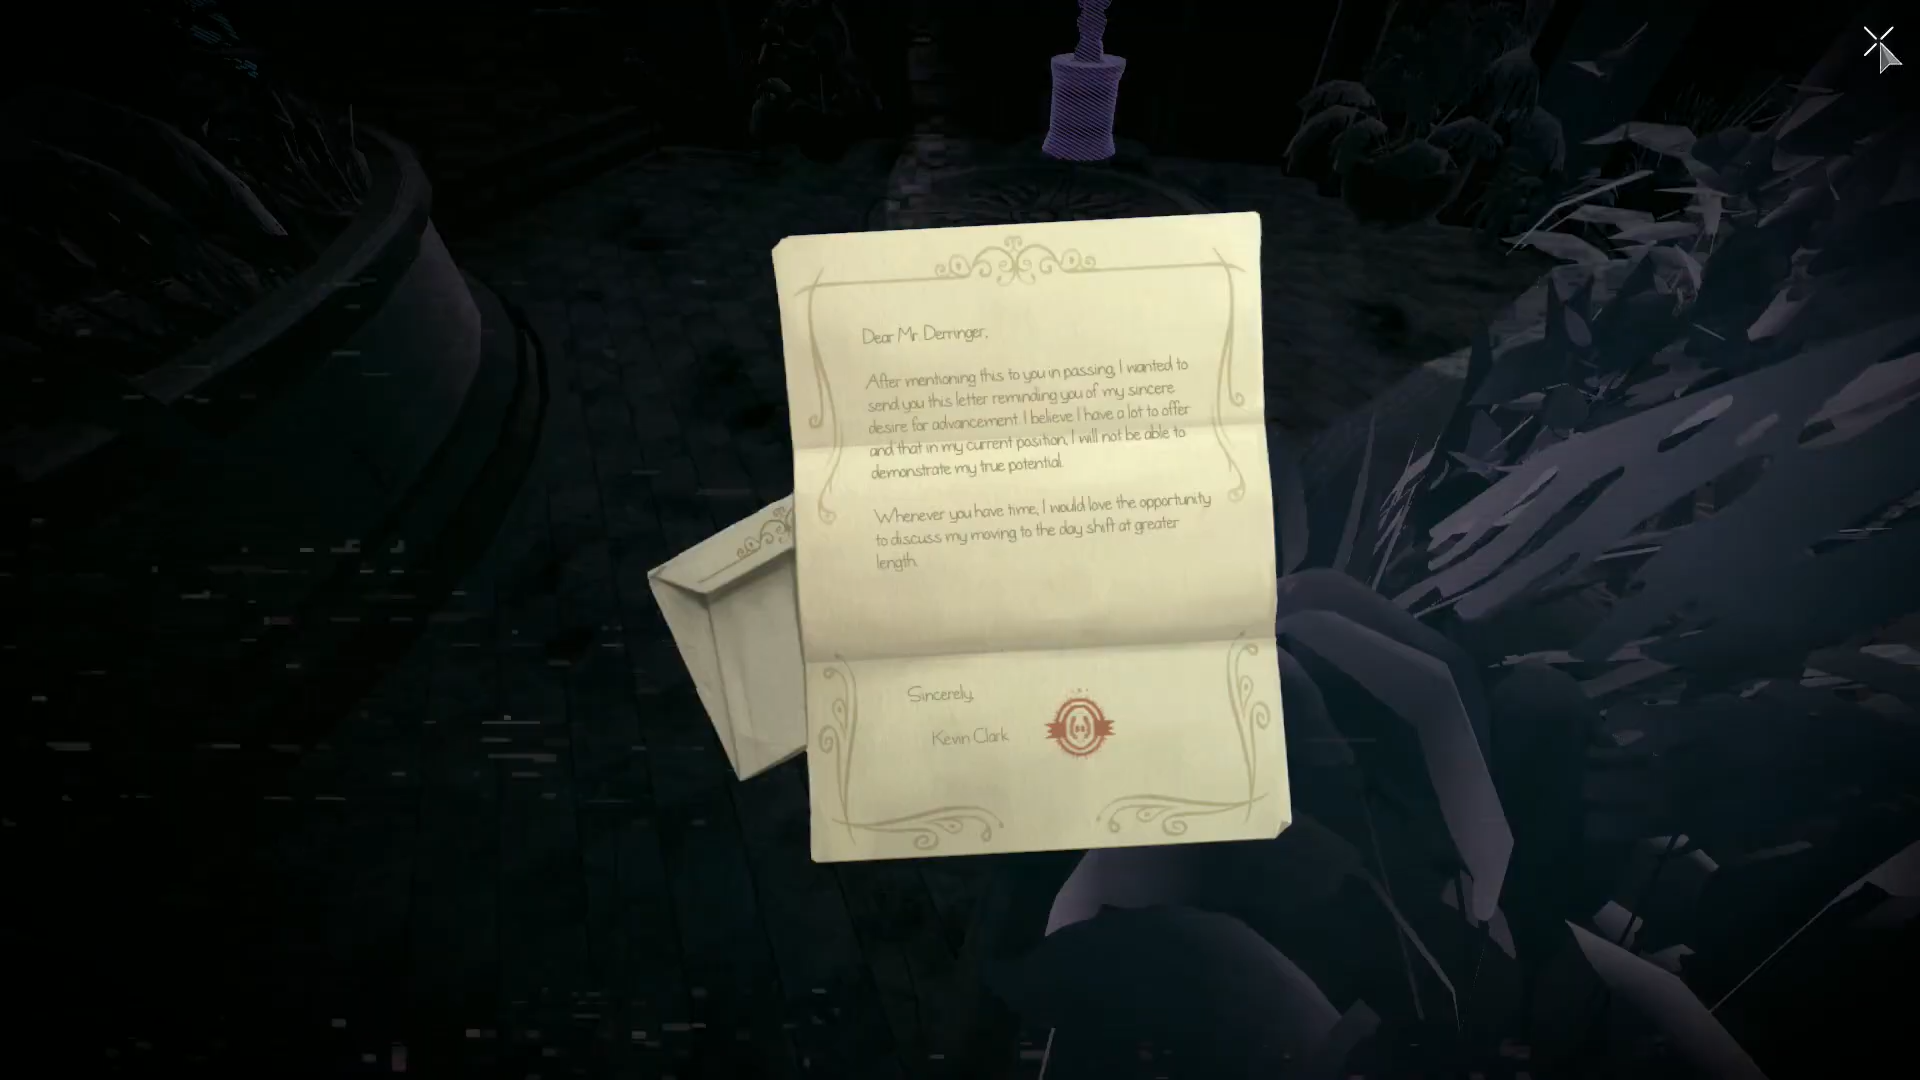 Dear Mr. Derringer,
After mentioning this to you in passing, I wanted to
send you this letter reminding you of my sincere
desire for advancement. I believe I have a lot to offer
and that in my current position, I will not be able to
demonstrate my true potential.
Whenever you have time, I would love the opportunity
to discuss my moving to the day shift at greater
length.
Sincerely,
Kevin Clark